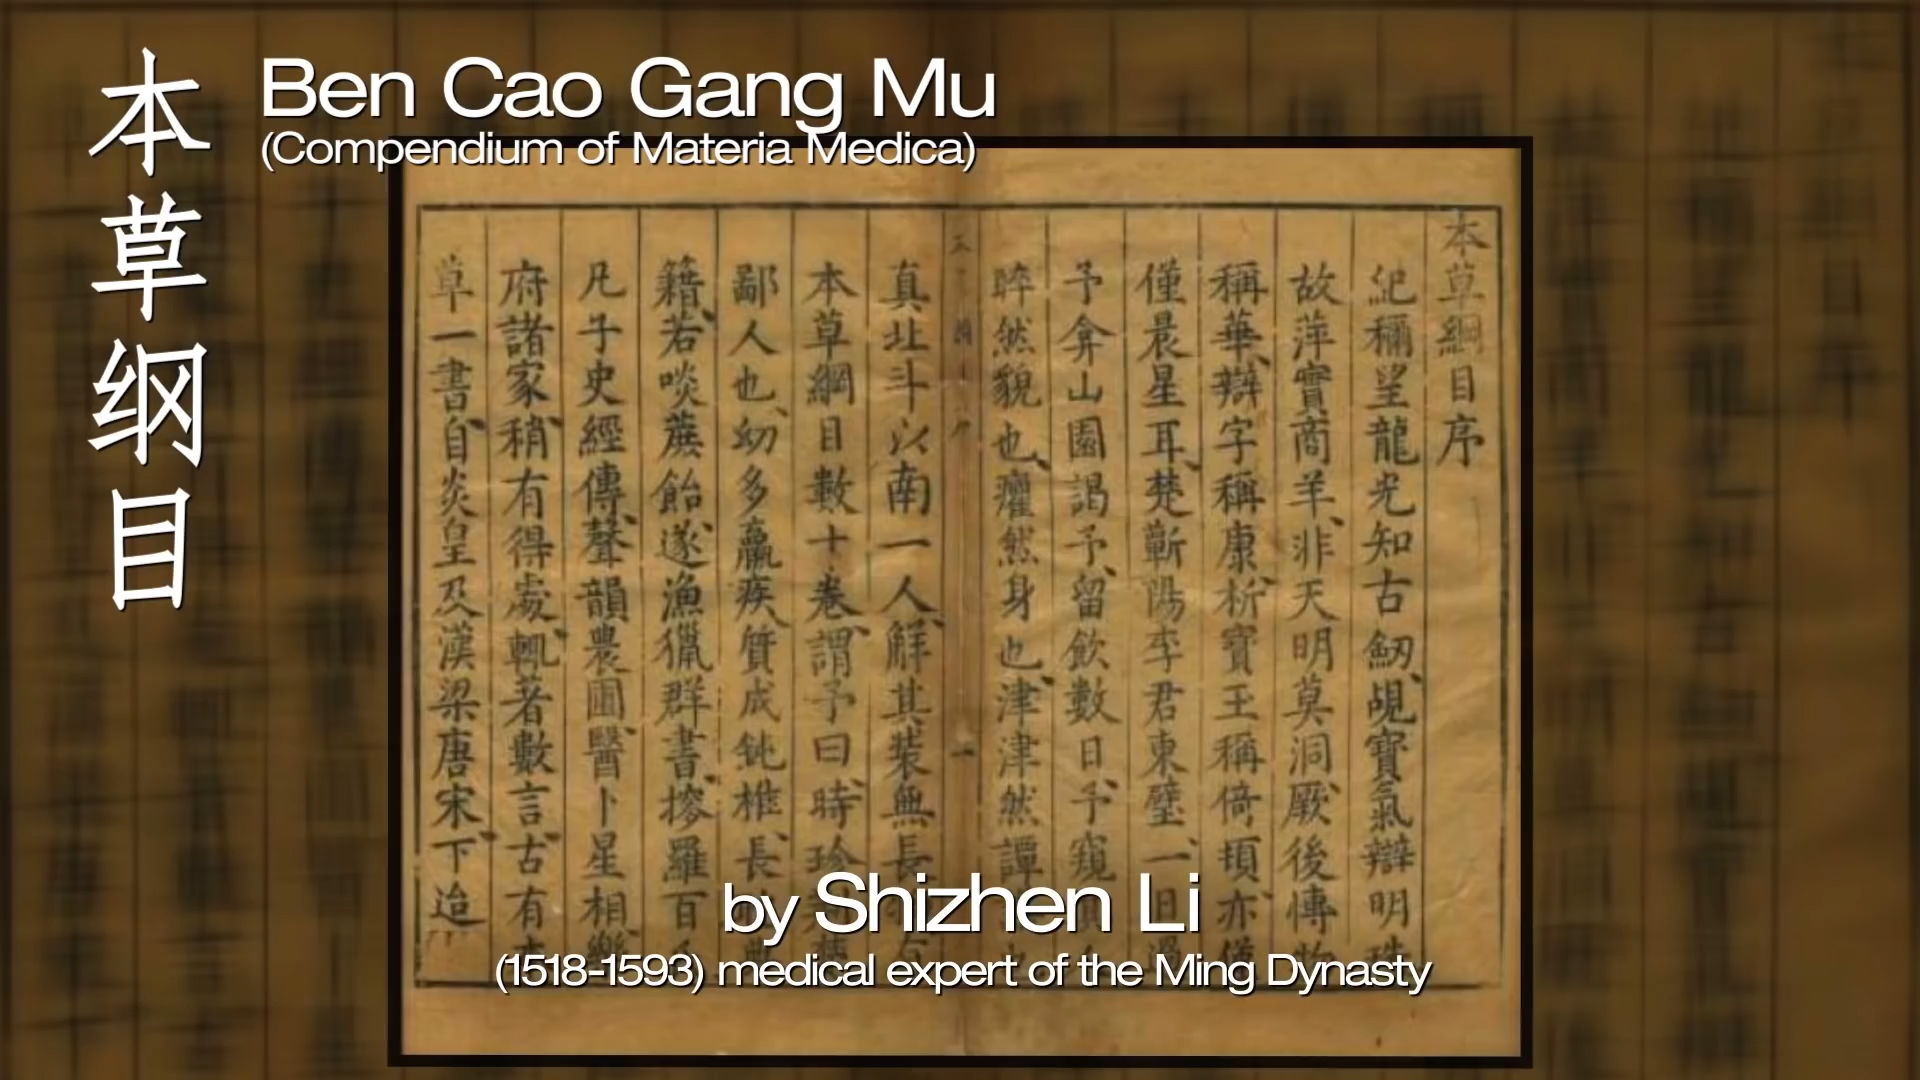 本草纲目
Ben Cao Gang Mu
(Compendium of Materia Medica)
本草綱目序
紀稱望龍光知古劒覘寶氣辯明
故萍實商羊非天明莫洞厥後博
稱華辯字稱康析寶玉稱倚頓亦僅
僅晨星耳楚蘄陽李君東璧一日過
予弇山園謁予留飲數日予窺其
睟然貌也癯然身也津津然譚
真北斗以南一人解其裝無長
本草綱目數十卷謂予曰時珍
鄙人也幼多羸疾質成鈍椎長
籍若啖蔗飴遂漁獵群書搜羅百
凡子史經傳聲韻農圃醫卜星相樂
府諸家稍有得處輒著數言古有
草一書自炎皇及漢梁唐宋下迨
by Shizhen Li
(1518-1593) medical expert of the Ming Dynasty